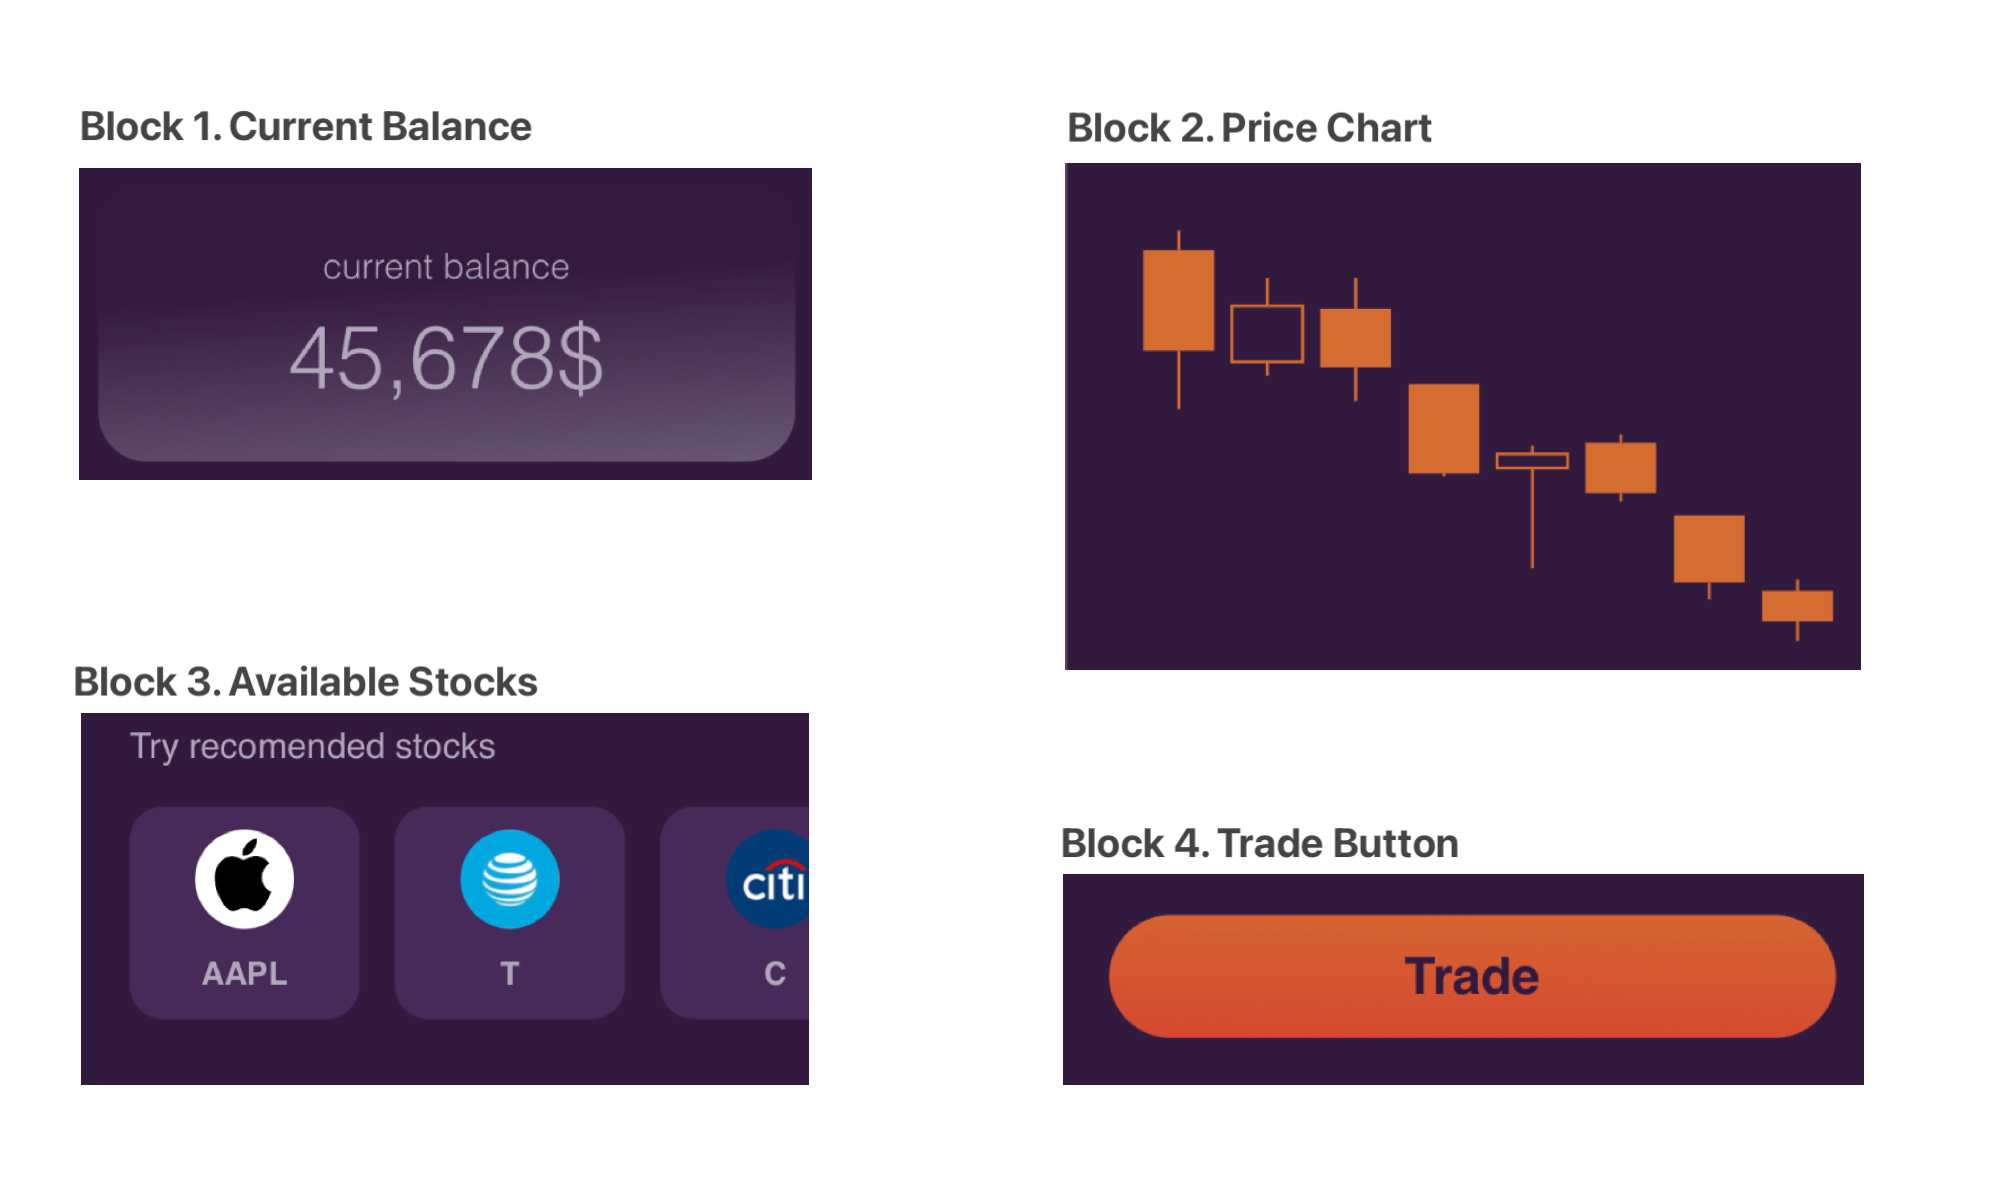 Block 1. Current Balance
current balance
45,678$
Block 2. Price Chart
Block 3. Available Stocks
Try recomended stocks
citi
AAPL
T
C
Block 4. Trade Button
Trade